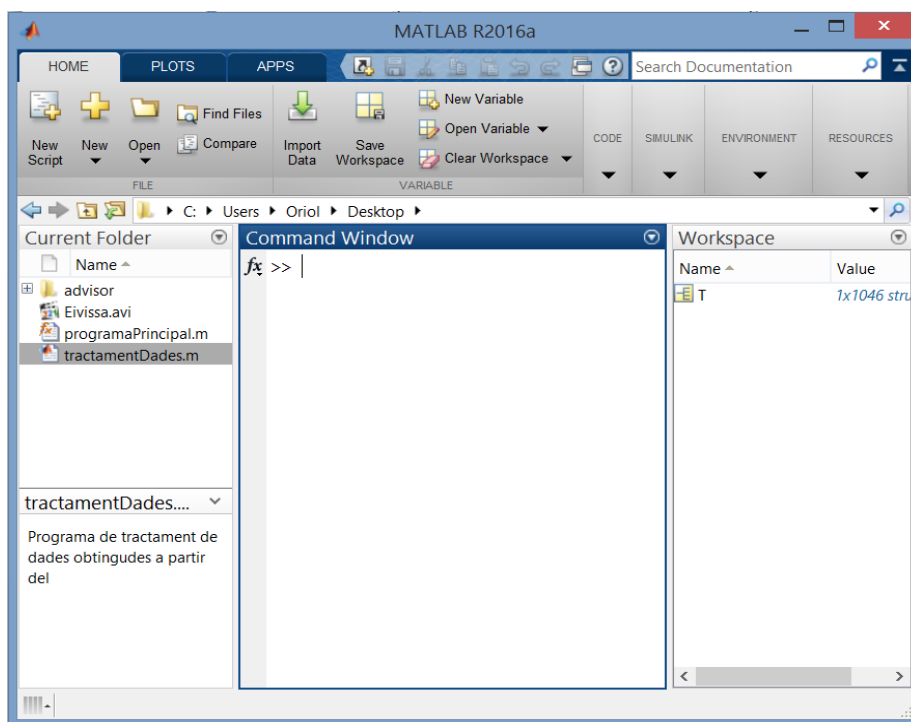 MATLAB R2016a
HOME PLOTS APPS Search Documentation
New Script
New
Open
Find Files
Compare
Import Data
Save Workspace
New Variable
Open Variable
Clear Workspace
CODE SIMULINK ENVIRONMENT RESOURCES
FILE VARIABLE
C: Users Oriol Desktop
Current Folder
Name
advisor
Eivissa.avi
programaPrincipal.m
tractamentDades.m
tractamentDades....
Programa de tractament de
dades obtingudes a partir
del
Command Window
fx >>
Workspace
Name Value
T 1x1046 stru